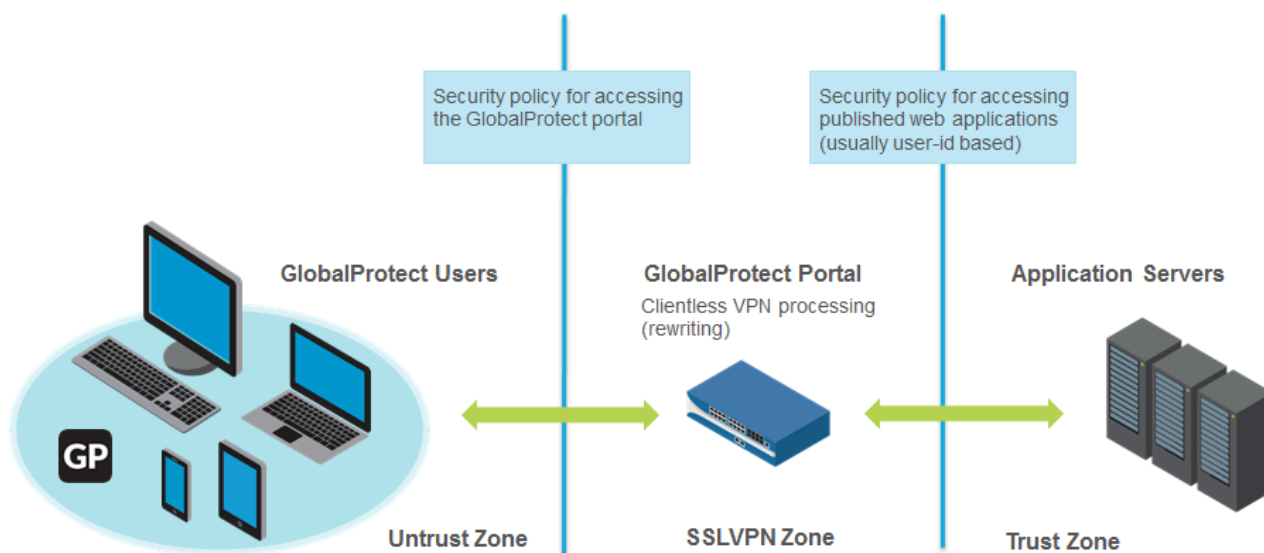 Security policy for accessing
the GlobalProtect portal
Security policy for accessing
published web applications
(usually user-id based)
GlobalProtect Users
GlobalProtect Portal
Clientless VPN processing
(rewriting)
Application Servers
GP
Untrust Zone
SSLVPN Zone
Trust Zone